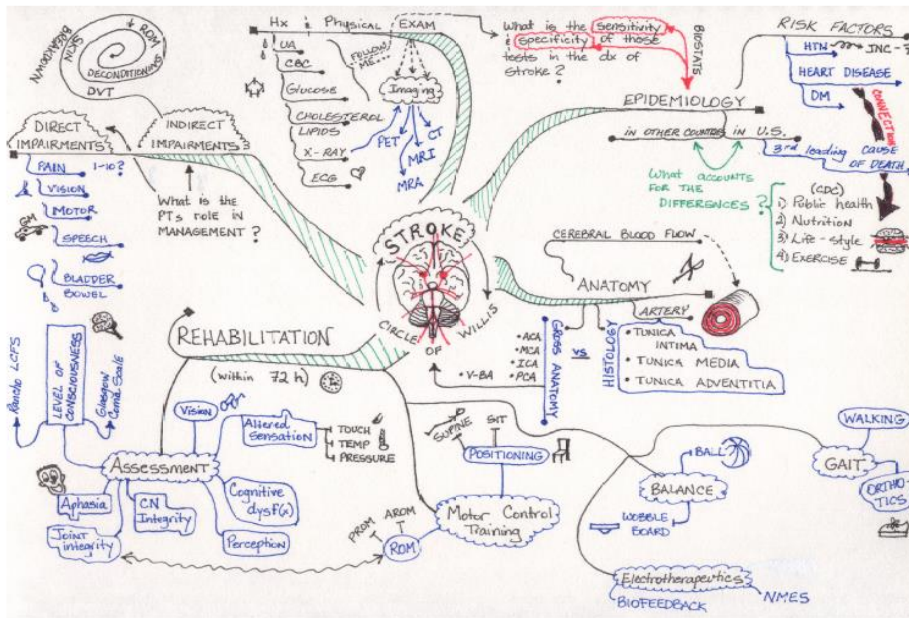 Hx & Physical EXAM
UA
CBC
Glucose
CHOLESTEROL
LIPIDS
X-RAY
ECG
FOLLOW
ME
Imaging
PET
MRA
MRI
CT
What is the sensitivity
& specificity of those
tests in the dx of
Stroke?
BIOSTATS
EPIDEMIOLOGY
IN OTHER COUNTRIES
IN U.S.
3rd leading CAUSE
OF DEATH
What accounts
FOR THE
DIFFERENCES?
RISK FACTORS
HTN
JNC-7
HEART DISEASE
DM
CONNECTION
(CDC)
1) Public health
2) Nutrition
3) Life-style
4) EXERCISE
ROM
SKIN
BREAKDOWN
DECONDITIONING
DVT
DIRECT
IMPAIRMENTS
INDIRECT
IMPAIRMENTS
PAIN 1-10?
VISION
MOTOR
GM
SPEECH
BLADDER
BOWEL
What is the
PTs role in
MANAGEMENT
?
STROKE
CIRCLE OF WILLIS
CEREBRAL BLOOD FLOW
ANATOMY
ARTERY
GROSS ANATOMY
VS
HISTOLOGY
• TUNICA
INTIMA
• TUNICA MEDIA
• TUNICA ADVENTITIA
• ACA
• MCA
• ICA
• PCA
• V-BA
REHABILITATION
(within 72 h)
Rancho LCFS
LEVEL OF
CONSCIOUSNESS
Glasgow
Coma Scale
Assessment
Vision
Altered
Sensation
TOUCH
TEMP
PRESSURE
Aphasia
CN
Integrity
Cognitive
dysf(x)
Joint
integrity
Perception
SUPINE
SIT
POSITIONING
Motor Control
Training
PROM
AROM
ROM
BALANCE
BALL
WOBBLE
BOARD
GAIT
WALKING
ORTHO-
TICS
Electrotherapeutics
BIOFEEDBACK
NMES